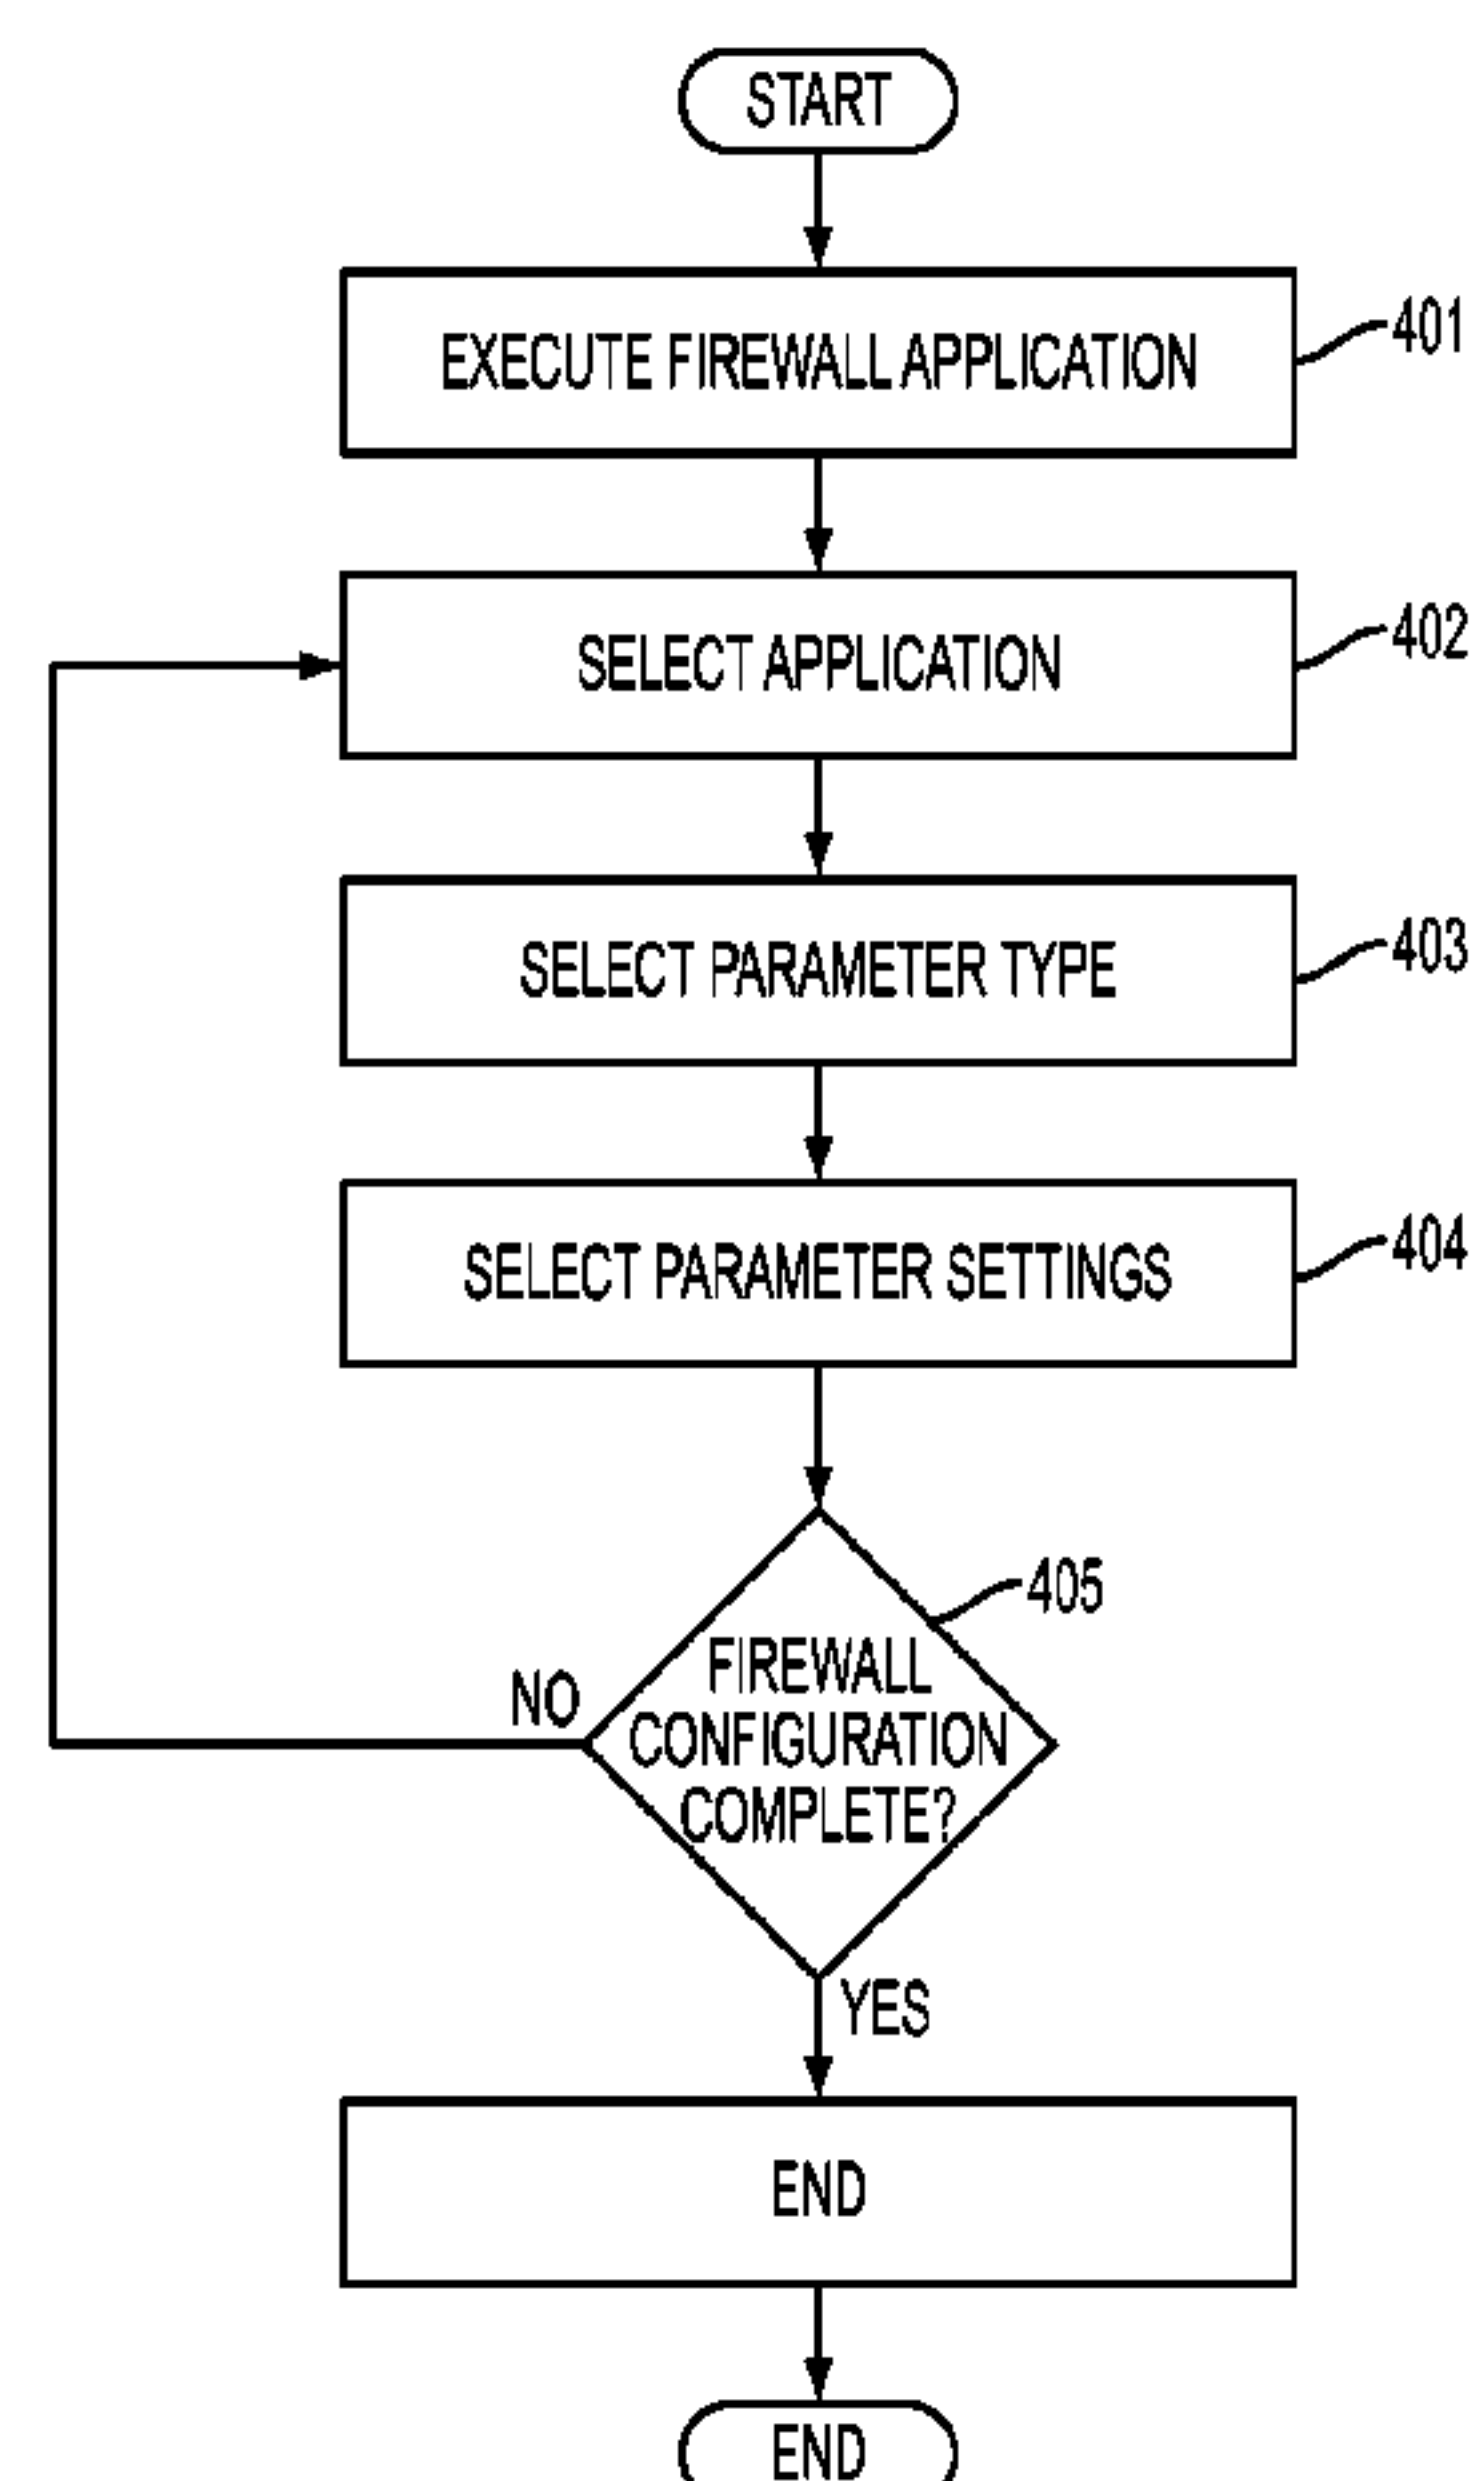 START
EXECUTE FIREWALL APPLICATION
401
SELECT APPLICATION
402
SELECT PARAMETER TYPE
403
SELECT PARAMETER SETTINGS
404
405
FIREWALL
CONFIGURATION
COMPLETE?
NO
YES
END
END